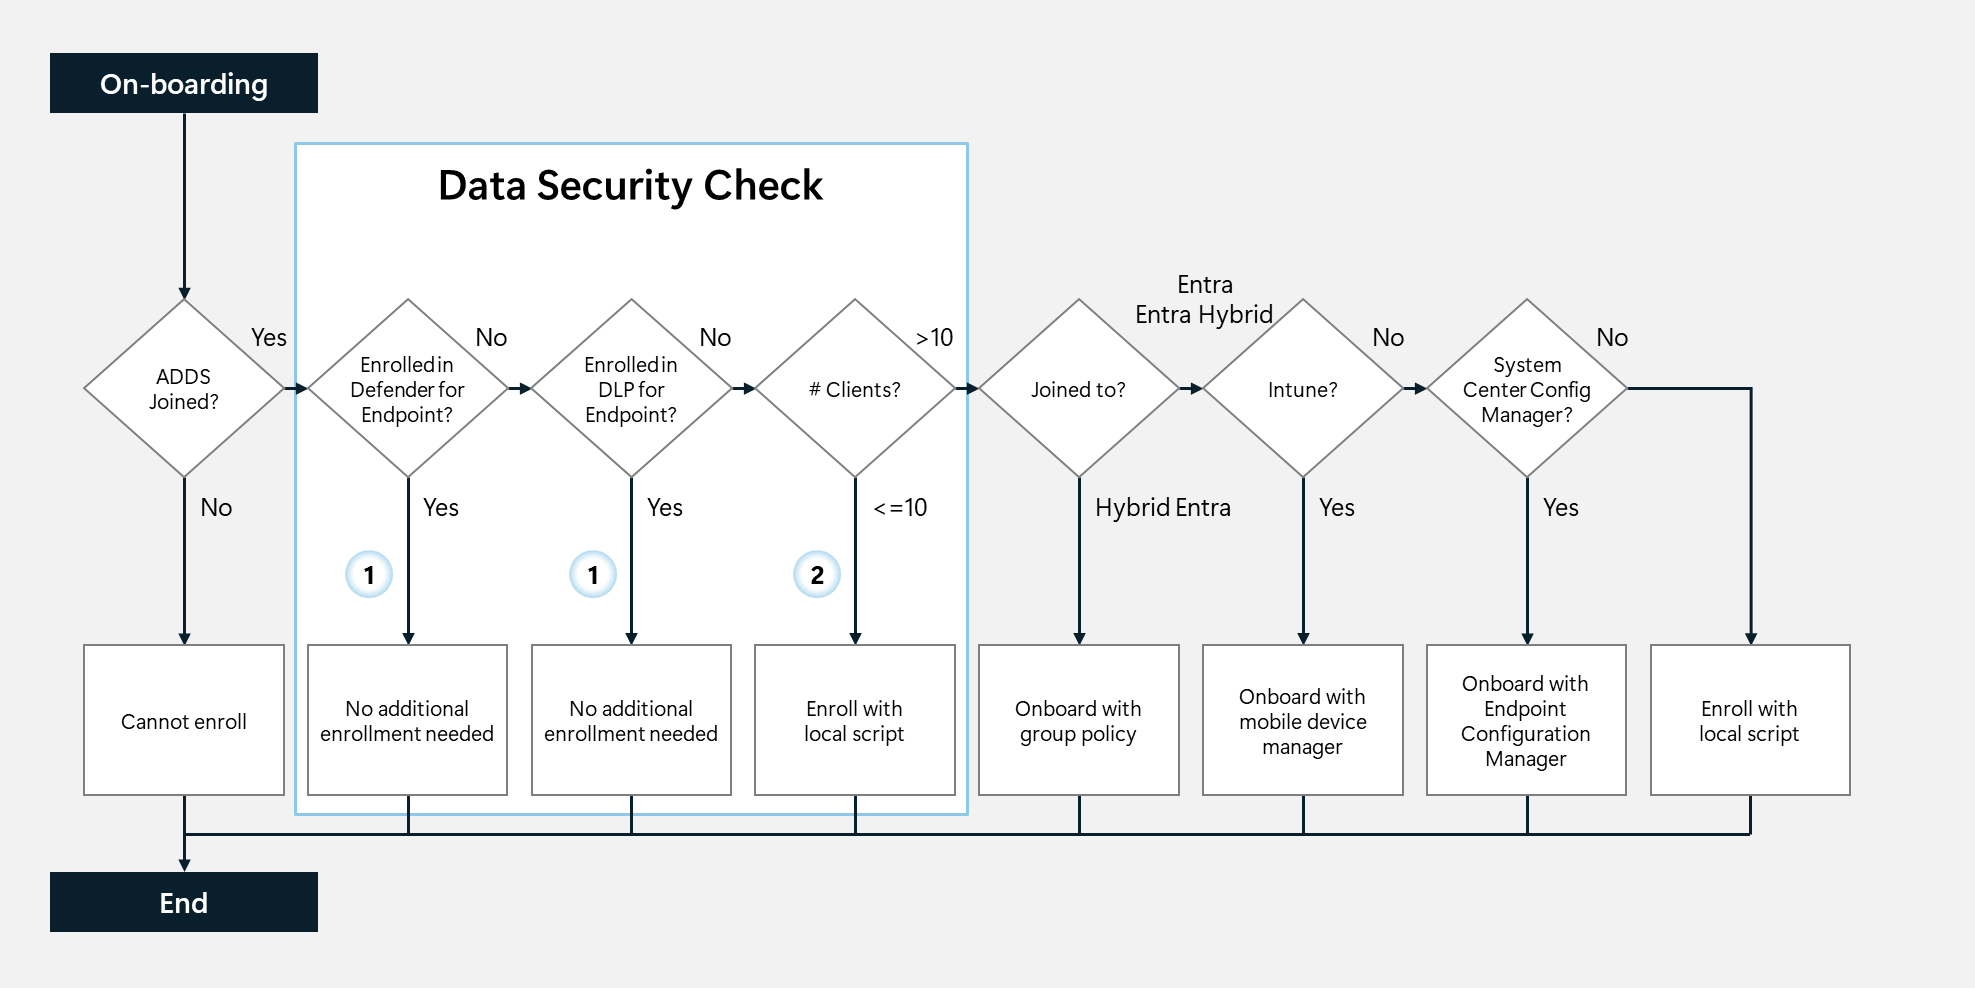 On-boarding
Data Security Check
ADDS
Joined?
Yes
No
Enrolled in
Defender for
Endpoint?
No
Yes
1
Enrolled in
DLP for
Endpoint?
No
Yes
1
# Clients?
>10
<=10
2
Joined to?
Entra
Entra Hybrid
Hybrid Entra
Intune?
No
Yes
System
Center Config
Manager?
No
Yes
Cannot enroll
No additional
enrollment needed
No additional
enrollment needed
Enroll with
local script
Onboard with
group policy
Onboard with
mobile device
manager
Onboard with
Endpoint
Configuration
Manager
Enroll with
local script
End